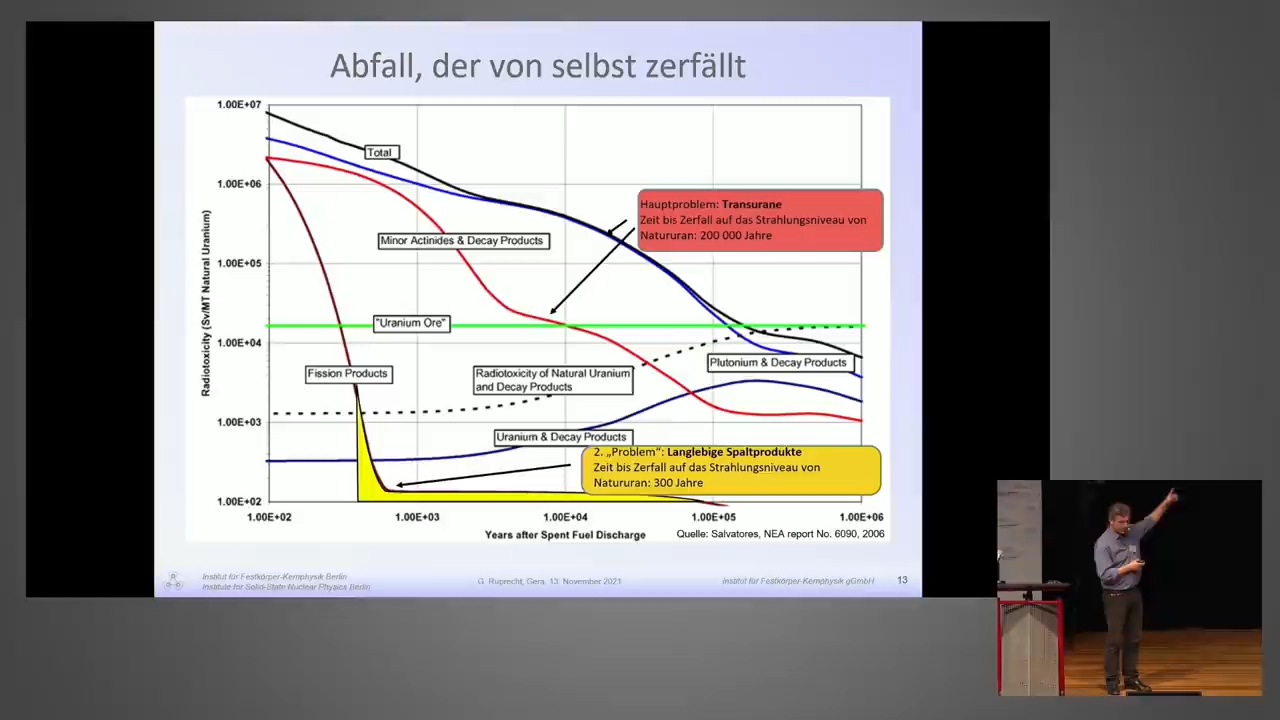 Abfall, der von selbst zerfällt
1.00E+07
1.00E+06
1.00E+05
1.00E+04
1.00E+03
1.00E+02
Radiotoxicity (Sv/MT Natural Uranium)
Total
Hauptproblem: Transurane
Zeit bis Zerfall auf das Strahlungsniveau von
Natururan: 200 000 Jahre
Minor Actinides & Decay Products
"Uranium Ore"
Fission Products
Radiotoxicity of Natural Uranium
and Decay Products
Plutonium & Decay Products
Uranium & Decay Products
2. „Problem“: Langlebige Spaltprodukte
Zeit bis Zerfall auf das Strahlungsniveau von
Natururan: 300 Jahre
1.00E+02
1.00E+03
1.00E+04
1.00E+05
1.00E+06
Years after Spent Fuel Discharge
Quelle: Salvatores, NEA report No. 6090, 2006
Institut für Festkörper-Kernphysik Berlin
Institute for Solid-State Nuclear Physics Berlin
G. Ruprecht, Gera, 13. November 2021
Institut für Festkörper-Kernphysik gGmbH
13